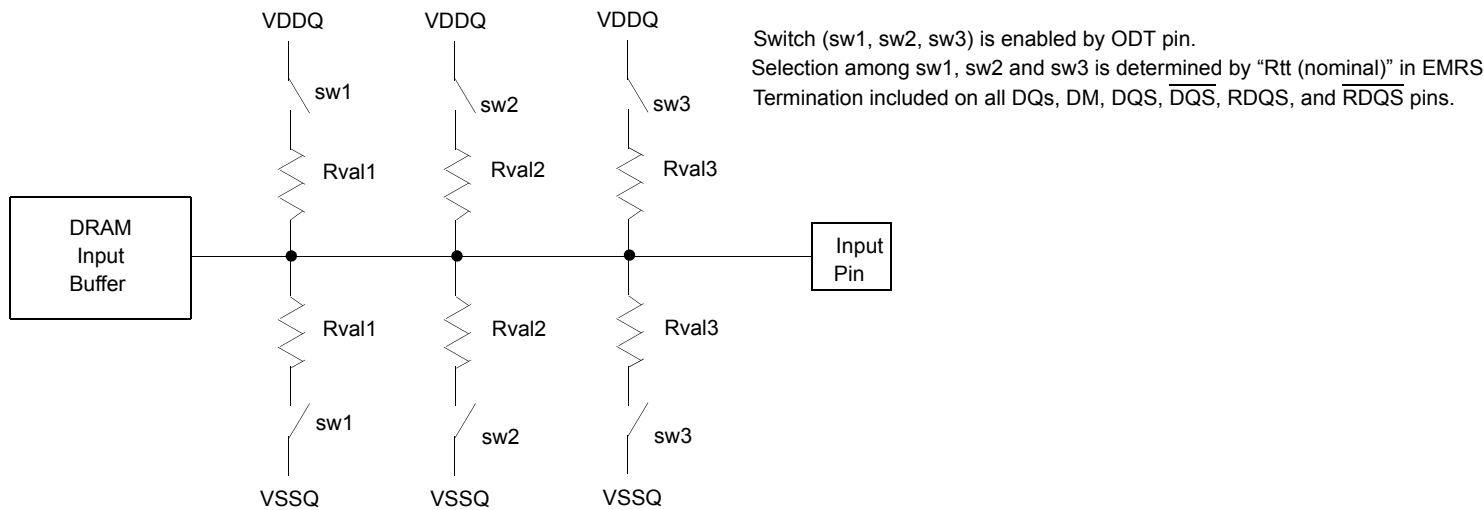 VDDQ VDDQ VDDQ
Switch (sw1, sw2, sw3) is enabled by ODT pin.
Selection among sw1, sw2 and sw3 is determined by “Rtt (nominal)” in EMRS
Termination included on all DQs, DM, DQS, D̅Q̅S̅, RDQS, and R̅D̅Q̅S̅ pins.
sw1 sw2 sw3
Rval1 Rval2 Rval3
DRAM
Input
Buffer
Input
Pin
Rval1 Rval2 Rval3
sw1 sw2 sw3
VSSQ VSSQ VSSQ